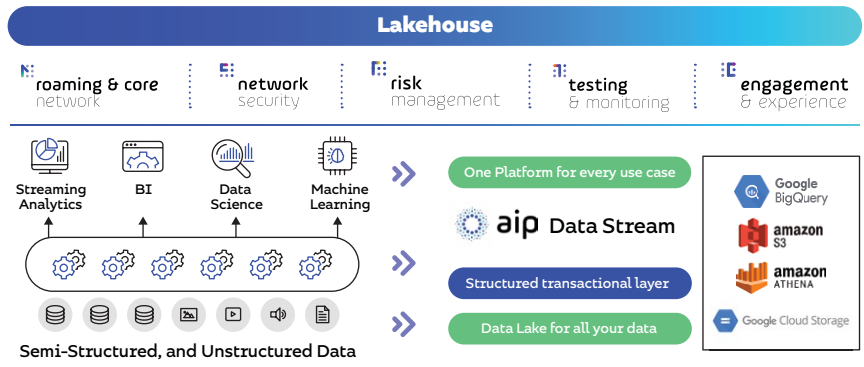 Lakehouse
roaming & core
network
network
security
risk
management
testing
& monitoring
engagement
& experience
Streaming
Analytics
BI
Data
Science
Machine
Learning
Semi-Structured, and Unstructured Data
One Platform for every use case
aip Data Stream
Structured transactional layer
Data Lake for all your data
Google
BigQuery
amazon
S3
amazon
ATHENA
Google Cloud Storage